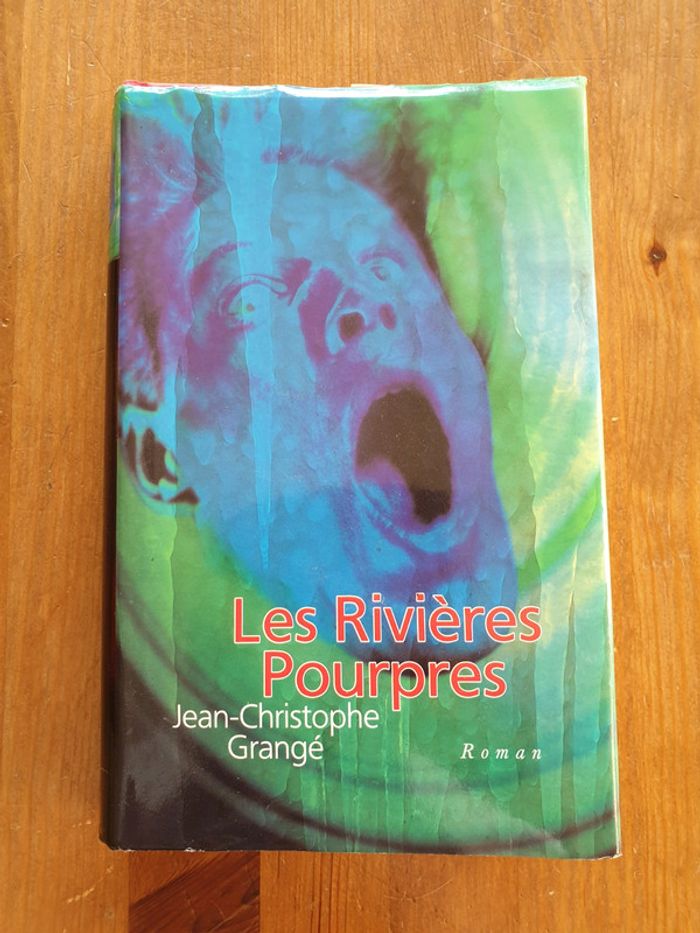 Les Rivières
Pourpres
Jean-Christophe
Grangé
Roman